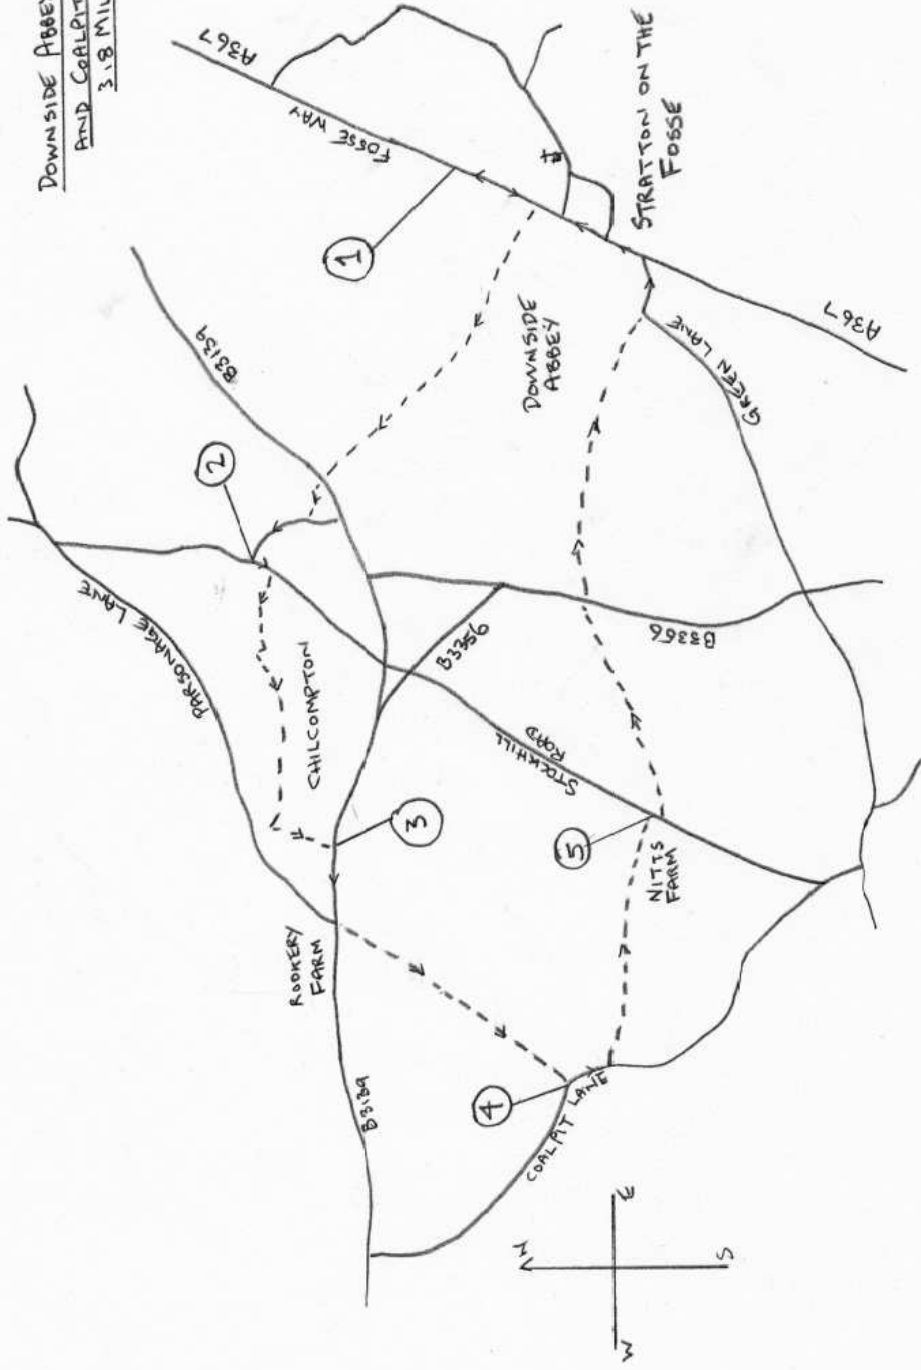 DOWNSIDE ABBEY
AND COALPIT
3.8 MIL
A367
FOSSE WAY
1
B3139
2
PARSONAGE LANE
CHILCOMPTON
DOWNSIDE
ABBEY
STRATTON ON THE
FOSSE
A367
GREEN LANE
B3356
B3356
STOCKHILL
ROAD
3
ROOKERY
FARM
5
NITTS
FARM
B3139
4
COALPIT LANE
N
W
E
S